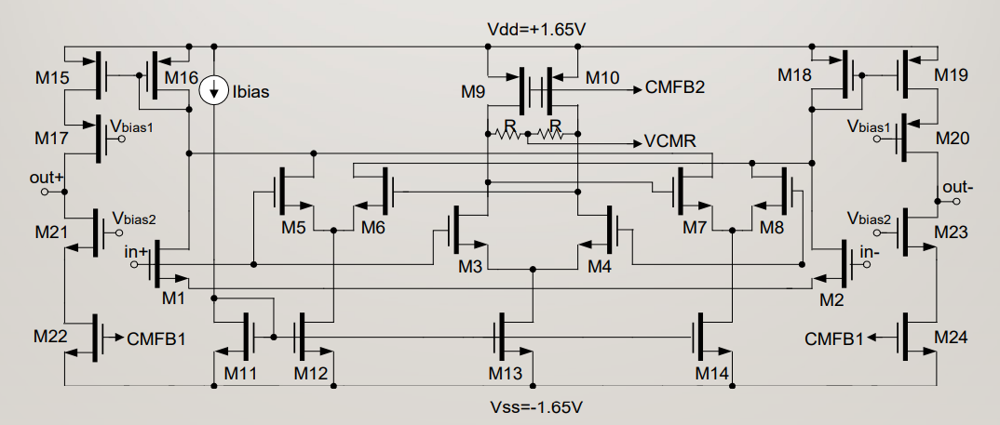 Vdd=+1.65V
M15
M16
Ibias
M9
M10
CMFB2
M18
M19
M17
Vbias1
R
R
VCMR
Vbias1
M20
out+
out-
M21
Vbias2
M5
M6
M7
M8
Vbias2
M23
in+
M3
M4
in-
M1
M2
M22
CMFB1
CMFB1
M24
M11
M12
M13
M14
Vss=-1.65V